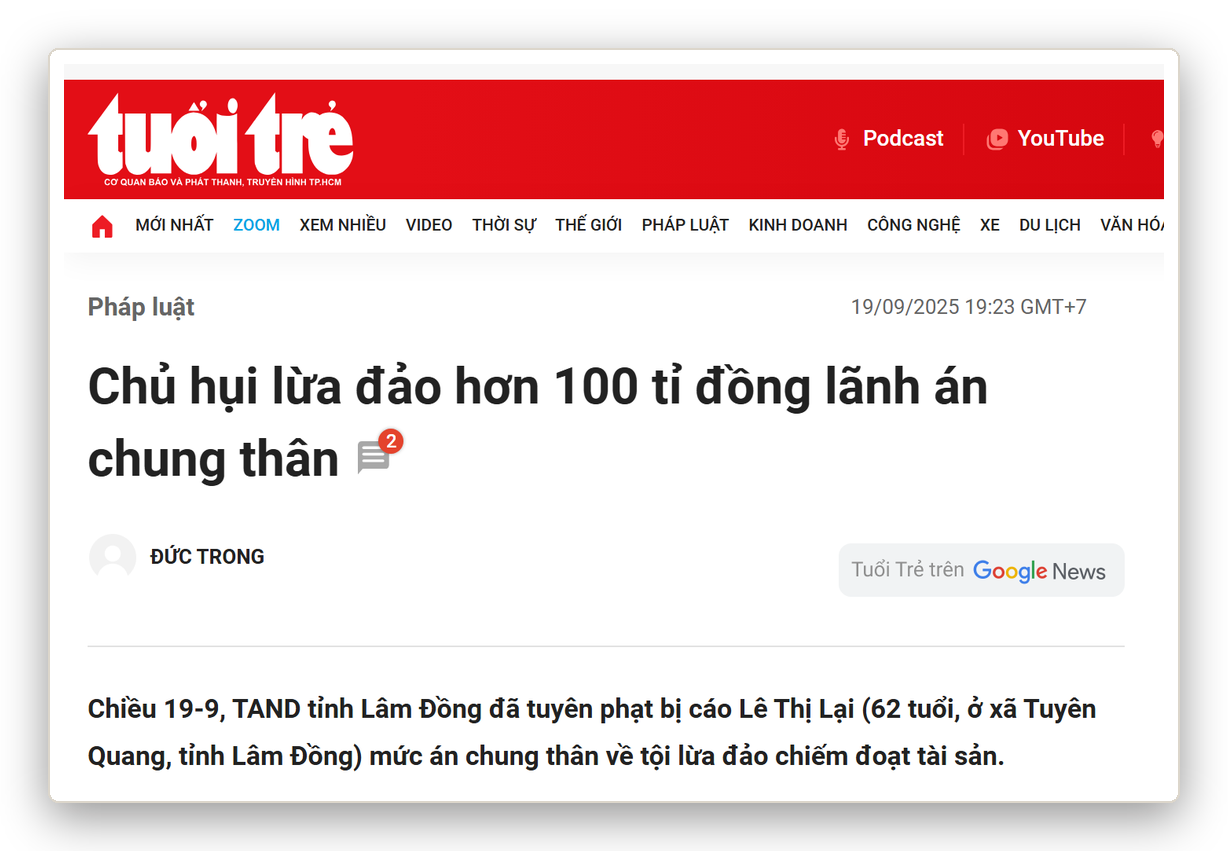 tuổi trẻ
CƠ QUAN BÁO VÀ PHÁT THANH, TRUYỀN HÌNH TP.HCM
Podcast
YouTube
MỚI NHẤT ZOOM XEM NHIỀU VIDEO THỜI SỰ THẾ GIỚI PHÁP LUẬT KINH DOANH CÔNG NGHỆ XE DU LỊCH VĂN HÓA
Pháp luật
19/09/2025 19:23 GMT+7
Chủ hụi lừa đảo hơn 100 tỉ đồng lãnh án
chung thân 2
ĐỨC TRONG
Tuổi Trẻ trên Google News
Chiều 19-9, TAND tỉnh Lâm Đồng đã tuyên phạt bị cáo Lê Thị Lại (62 tuổi, ở xã Tuyên
Quang, tỉnh Lâm Đồng) mức án chung thân về tội lừa đảo chiếm đoạt tài sản.